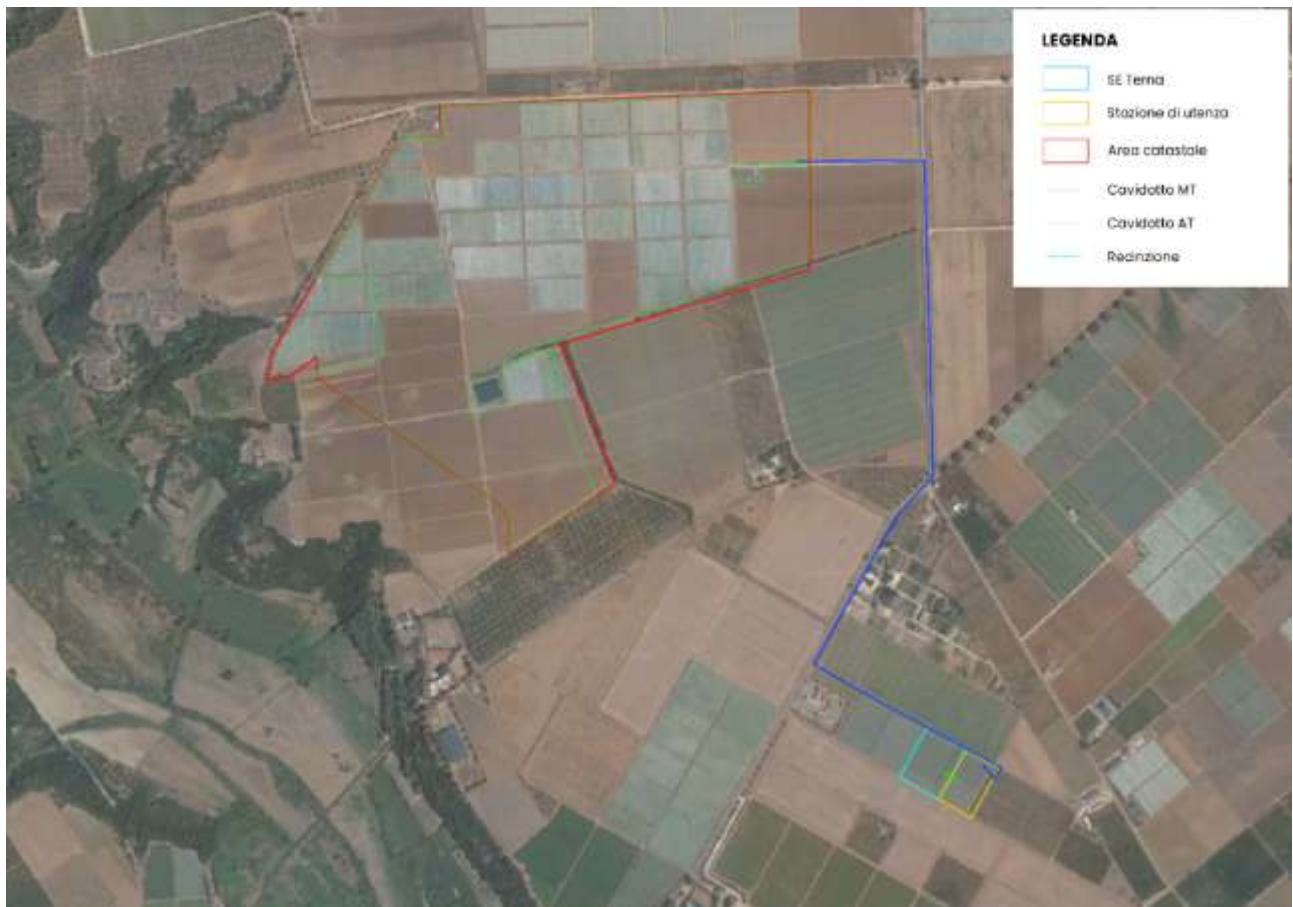 LEGENDA
SE Terna
Stazione di utenza
Area catastale
Cavidotto MT
Cavidotto AT
Recinzione